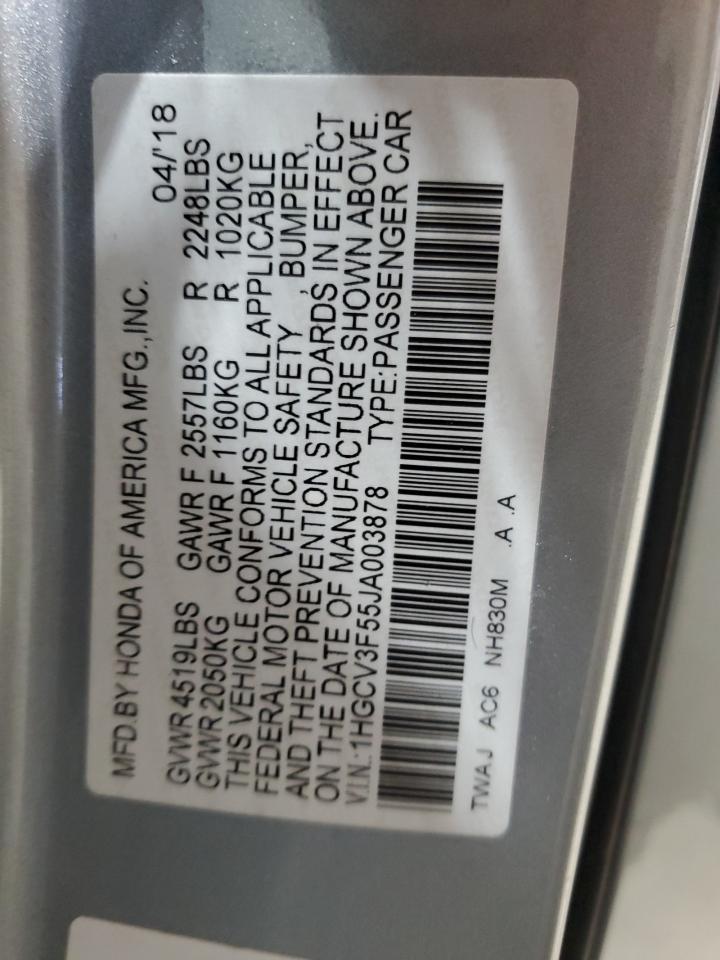 MFD.BY HONDA OF AMERICA MFG.,INC. 04/'18
GVWR 4519LBS GAWR F 2557LBS R 2248LBS
GVWR 2050KG GAWR F 1160KG R 1020KG
THIS VEHICLE CONFORMS TO ALL APPLICABLE
FEDERAL MOTOR VEHICLE SAFETY , BUMPER,
AND THEFT PREVENTION STANDARDS IN EFFECT
ON THE DATE OF MANUFACTURE SHOWN ABOVE.
V.I.N.:1HGCV3F55JA003878 TYPE:PASSENGER CAR
TWAJ AC6 NH830M .A .A